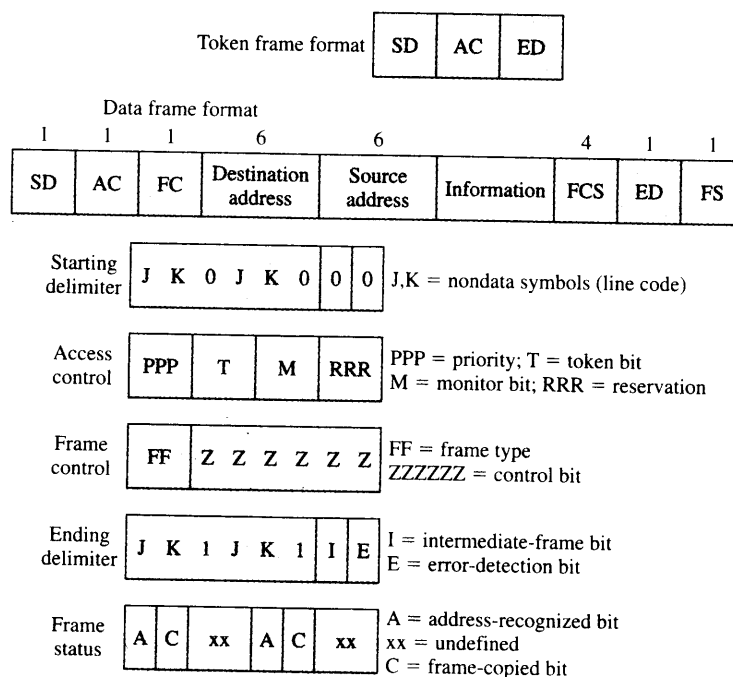 Token frame format SD AC ED
Data frame format
1 1 1 6 6 4 1 1
SD AC FC Destination address Source address Information FCS ED FS
Starting delimiter J K 0 J K 0 0 0 J,K = nondata symbols (line code)
Access control PPP T M RRR PPP = priority; T = token bit
M = monitor bit; RRR = reservation
Frame control FF Z Z Z Z Z Z FF = frame type
ZZZZZZ = control bit
Ending delimiter J K 1 J K 1 I E I = intermediate-frame bit
E = error-detection bit
Frame status A C xx A C xx A = address-recognized bit
xx = undefined
C = frame-copied bit